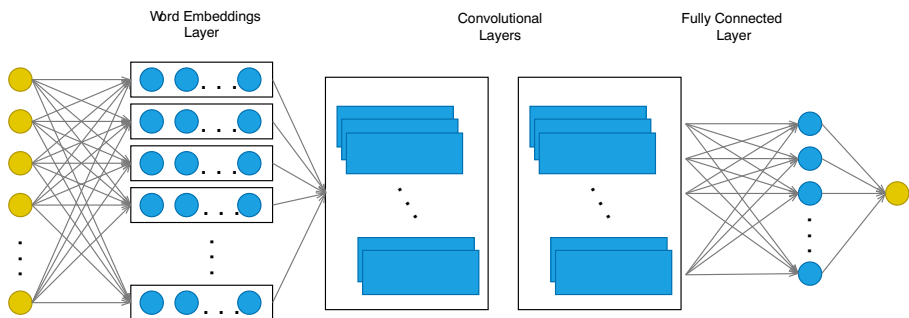 Word Embeddings
Layer
Convolutional
Layers
Fully Connected
Layer